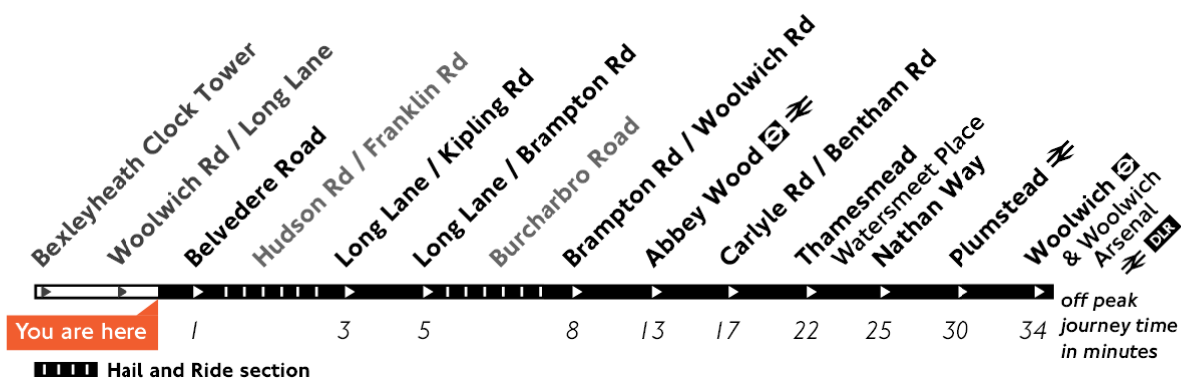 Bexleyheath Clock Tower
Woolwich Rd / Long Lane
Belvedere Road
Hudson Rd / Franklin Rd
Long Lane / Kipling Rd
Long Lane / Brampton Rd
Burcharbro Road
Brampton Rd / Woolwich Rd
Abbey Wood
Carlyle Rd / Bentham Rd
Thamesmead
Watersmeet Place
Nathan Way
Plumstead
Woolwich
& Woolwich
Arsenal
DLR
You are here
1 3 5 8 13 17 22 25 30 34
off peak
journey time
in minutes
Hail and Ride section